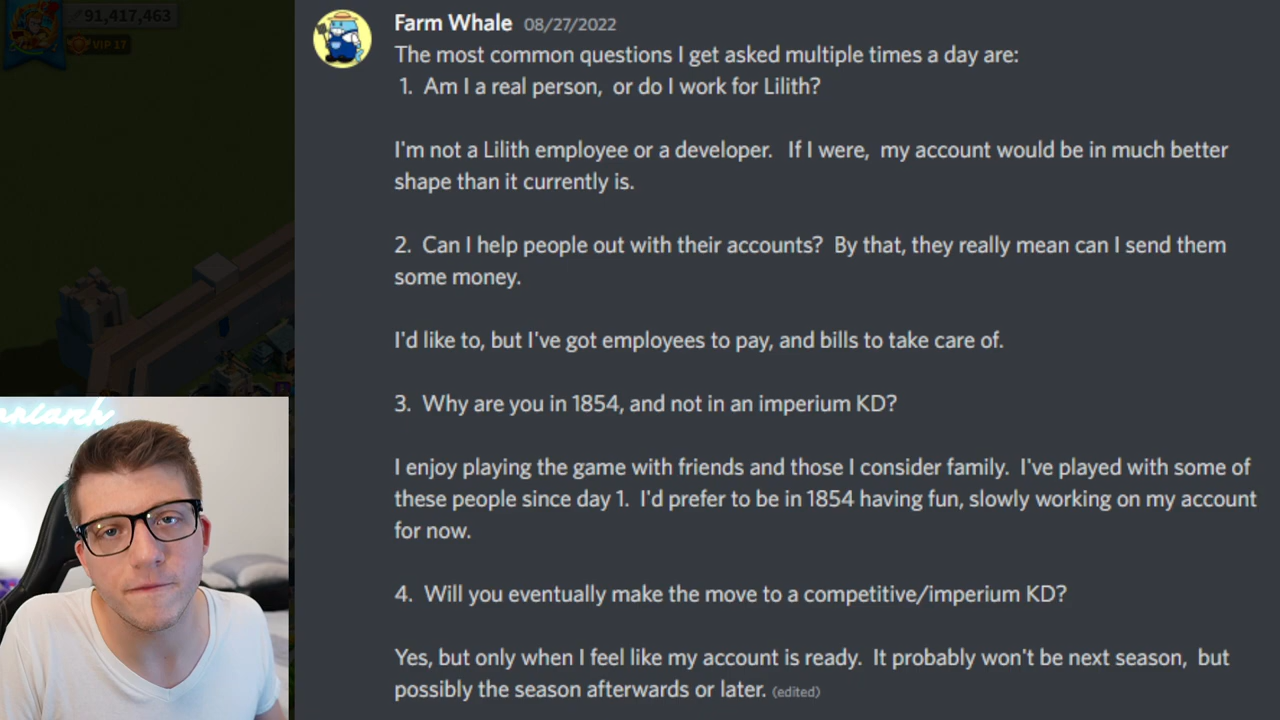 91,417,463
VIP 17
Farm Whale 08/27/2022
The most common questions I get asked multiple times a day are:
1. Am I a real person, or do I work for Lilith?
I'm not a Lilith employee or a developer. If I were, my account would be in much better
shape than it currently is.
2. Can I help people out with their accounts? By that, they really mean can I send them
some money.
I'd like to, but I've got employees to pay, and bills to take care of.
3. Why are you in 1854, and not in an imperium KD?
I enjoy playing the game with friends and those I consider family. I've played with some of
these people since day 1. I'd prefer to be in 1854 having fun, slowly working on my account
for now.
4. Will you eventually make the move to a competitive/imperium KD?
Yes, but only when I feel like my account is ready. It probably won't be next season, but
possibly the season afterwards or later. (edited)